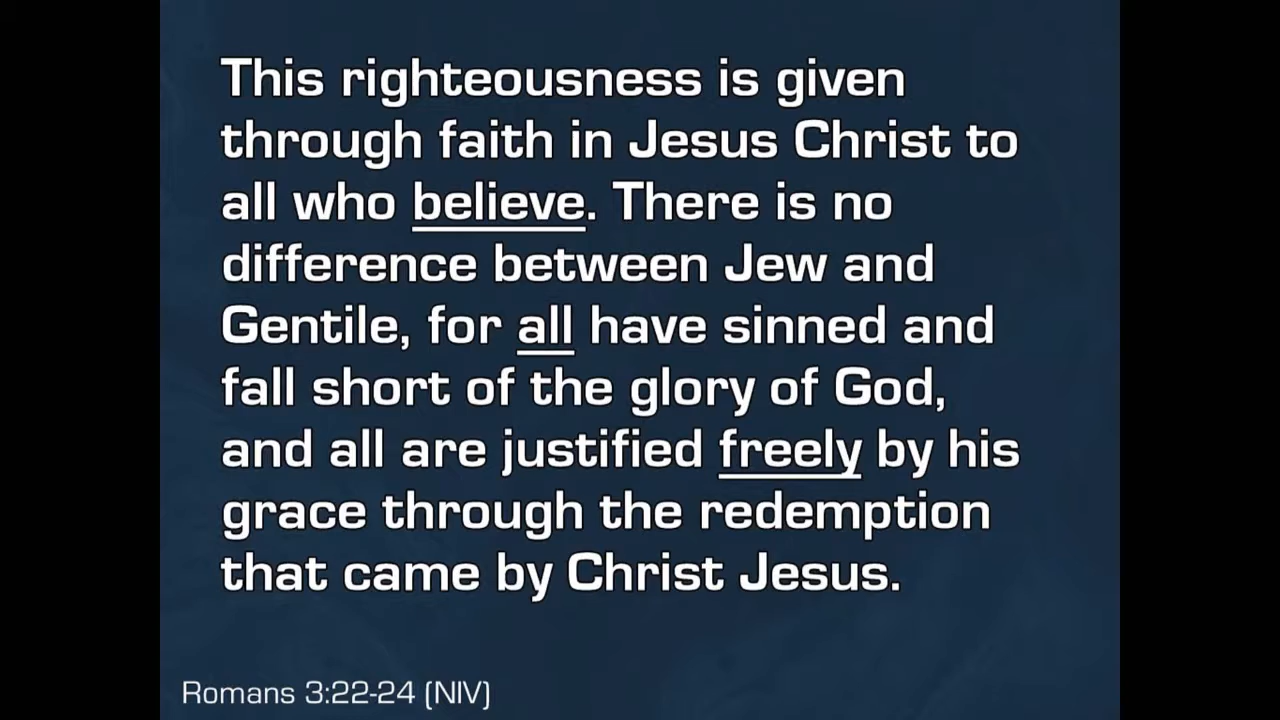 This righteousness is given
through faith in Jesus Christ to
all who believe. There is no
difference between Jew and
Gentile, for all have sinned and
fall short of the glory of God,
and all are justified freely by his
grace through the redemption
that came by Christ Jesus.
Romans 3:22-24 (NIV)